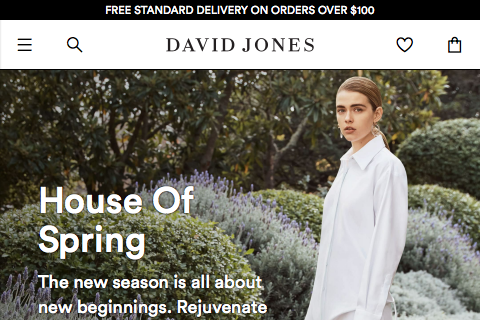 FREE STANDARD DELIVERY ON ORDERS OVER $100
DAVID JONES
House Of
Spring
The new season is all about
new beginnings. Rejuvenate